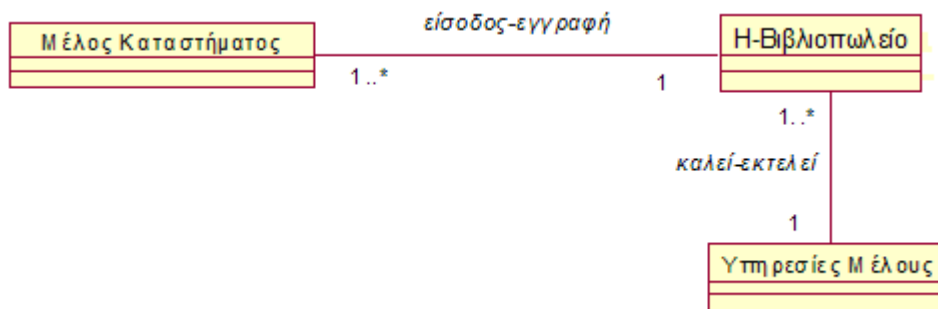 είσοδος-εγγραφή
Μέλος Καταστήματος
Η-Βιβλιοπωλείο
1..*
1
1..*
καλεί-εκτελεί
1
Υπηρεσίες Μέλους